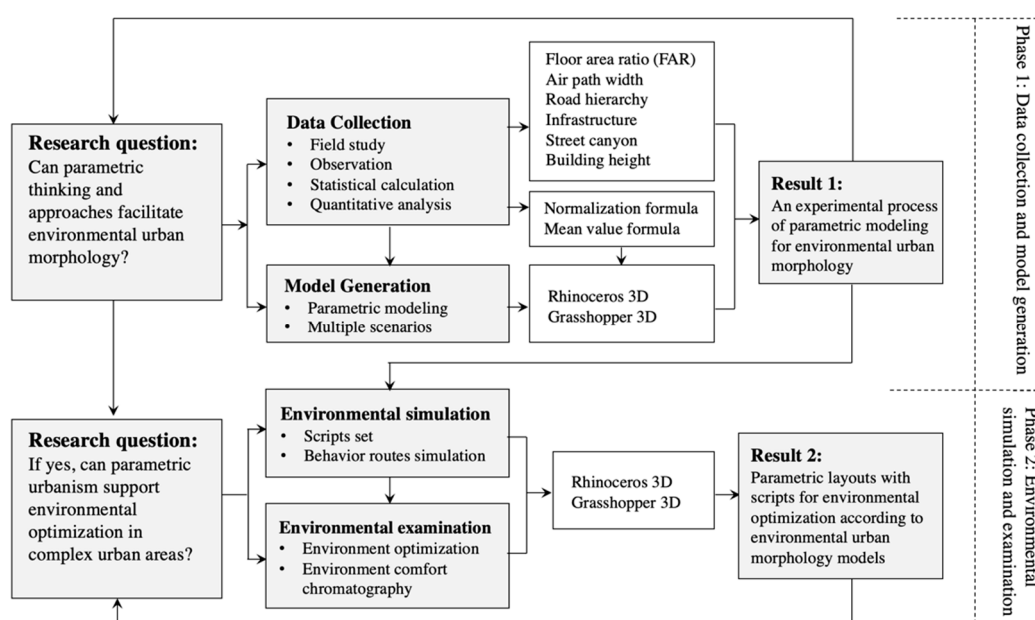 Research question:
Can parametric
thinking and
approaches facilitate
environmental urban
morphology?
Data Collection
• Field study
• Observation
• Statistical calculation
• Quantitative analysis
Model Generation
• Parametric modeling
• Multiple scenarios
Floor area ratio (FAR)
Air path width
Road hierarchy
Infrastructure
Street canyon
Building height
Normalization formula
Mean value formula
Rhinoceros 3D
Grasshopper 3D
Result 1:
An experimental process
of parametric modeling
for environmental urban
morphology
Phase 1: Data collection and model generation
Research question:
If yes, can parametric
urbanism support
environmental
optimization in
complex urban areas?
Environmental simulation
• Scripts set
• Behavior routes simulation
Environmental examination
• Environment optimization
• Environment comfort
chromatography
Rhinoceros 3D
Grasshopper 3D
Result 2:
Parametric layouts with
scripts for environmental
optimization according to
environmental urban
morphology models
Phase 2: Environmental
simulation and examination